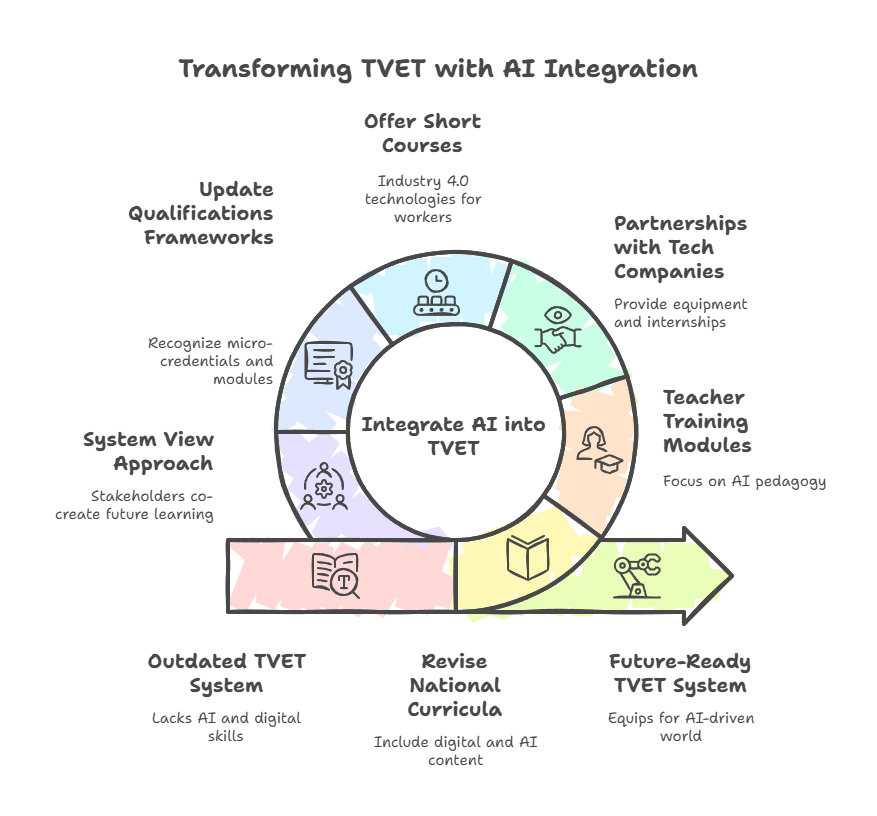 Transforming TVET with AI Integration
Offer Short
Courses
Industry 4.0
technologies for
workers
Update
Qualifications
Frameworks
Recognize micro-
credentials and
modules
Partnerships
with Tech
Companies
Provide equipment
and internships
Teacher
Training
Modules
Focus on AI pedagogy
System View
Approach
Stakeholders co-
create future learning
Integrate AI into
TVET
T
Outdated TVET
System
Lacks AI and digital
skills
Revise
National
Curricula
Include digital and AI
content
Future-Ready
TVET System
Equips for AI-driven
world